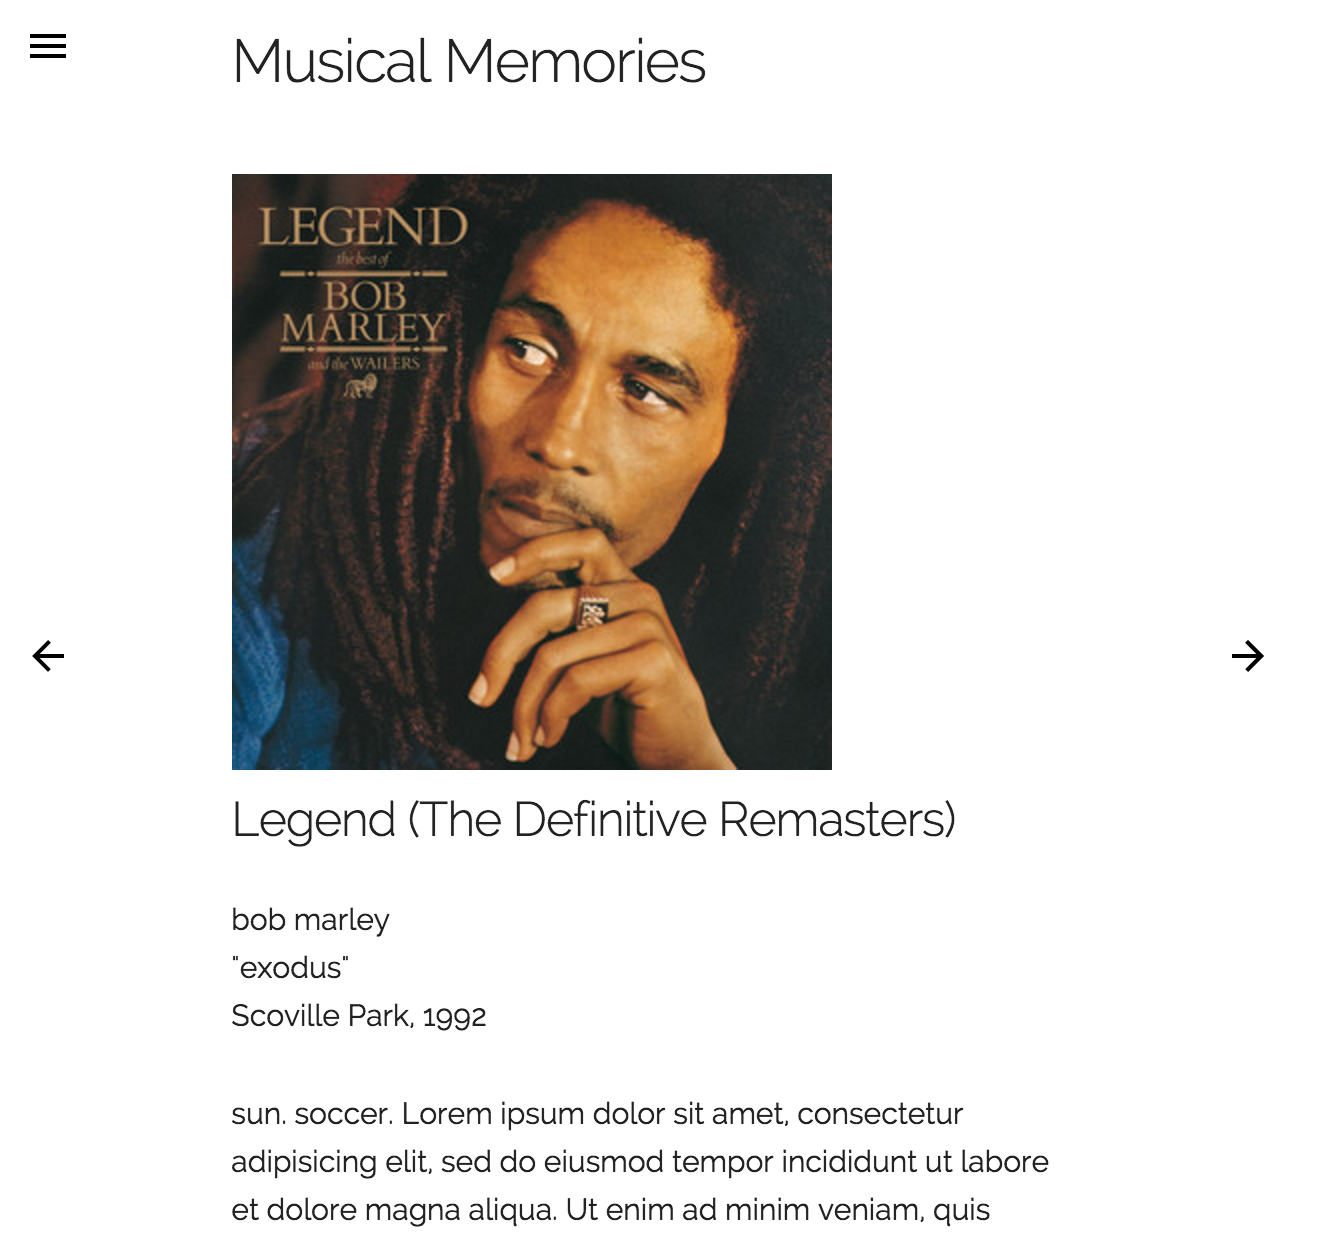 Musical Memories
LEGEND
the best of
BOB
MARLEY
and the WAILERS
Legend (The Definitive Remasters)
bob marley
"exodus"
Scoville Park, 1992
sun. soccer. Lorem ipsum dolor sit amet, consectetur
adipisicing elit, sed do eiusmod tempor incididunt ut labore
et dolore magna aliqua. Ut enim ad minim veniam, quis